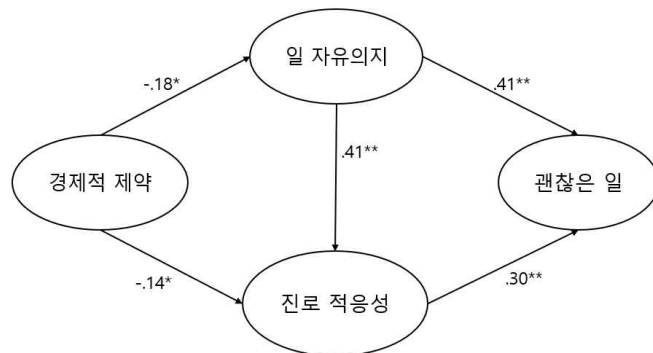 일 자유의지
-.18*
.41**
.41**
경제적 제약
괜찮은 일
-.14*
.30**
진로 적응성